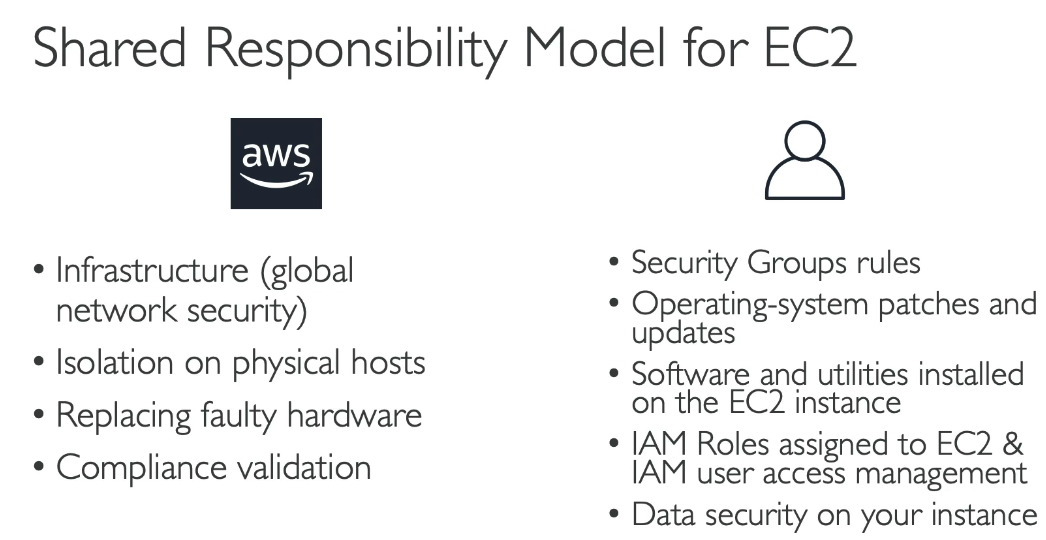 Shared Responsibility Model for EC2
aws
• Infrastructure (global
network security)
• Isolation on physical hosts
• Replacing faulty hardware
• Compliance validation
• Security Groups rules
• Operating-system patches and
updates
• Software and utilities installed
on the EC2 instance
• IAM Roles assigned to EC2 &
IAM user access management
• Data security on your instance